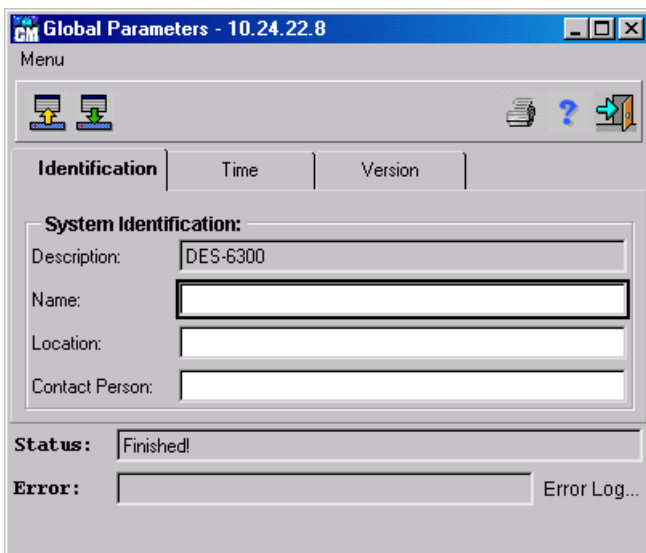 GM Global Parameters - 10.24.22.8
Menu
Identification Time Version
System Identification:
Description: DES-6300
Name:
Location:
Contact Person:
Status: Finished!
Error: Error Log...